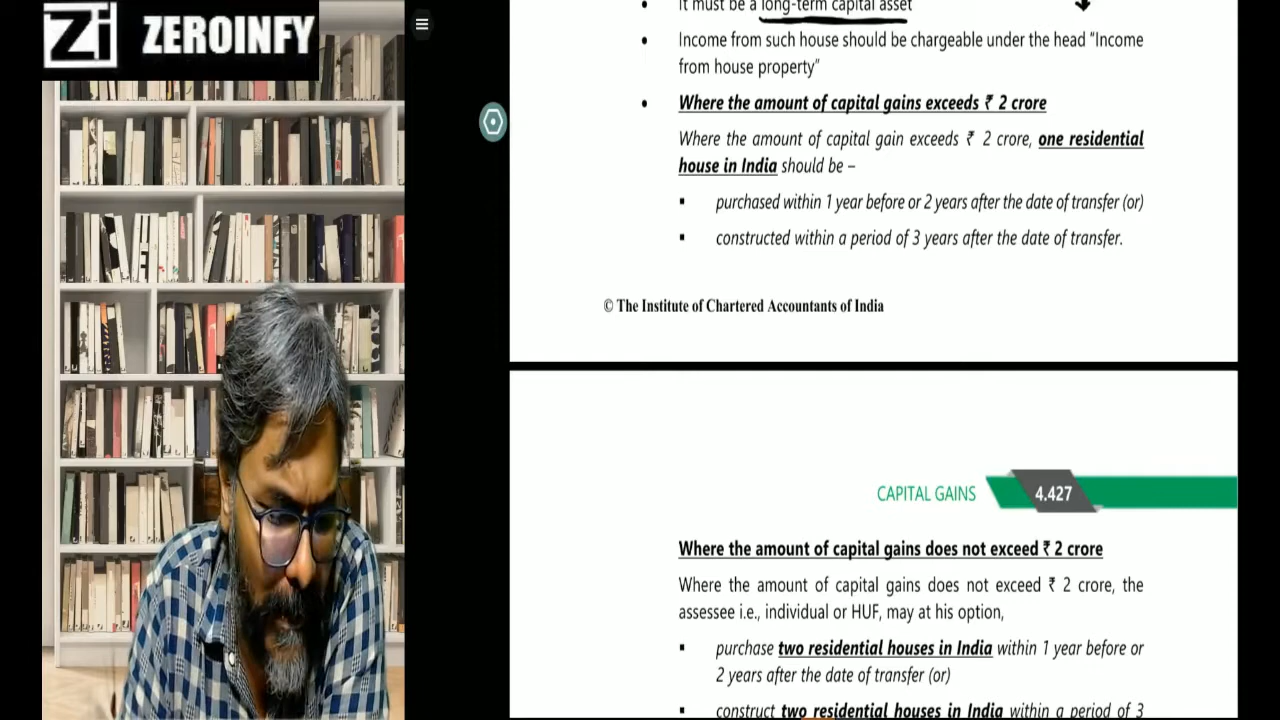 Zi ZEROINFY
• It must be a long-term capital asset
• Income from such house should be chargeable under the head “Income
from house property”
• Where the amount of capital gains exceeds ₹ 2 crore
Where the amount of capital gain exceeds ₹ 2 crore, one residential
house in India should be –
▪ purchased within 1 year before or 2 years after the date of transfer (or)
▪ constructed within a period of 3 years after the date of transfer.
© The Institute of Chartered Accountants of India
CAPITAL GAINS 4.427
Where the amount of capital gains does not exceed ₹ 2 crore
Where the amount of capital gains does not exceed ₹ 2 crore, the
assessee i.e., individual or HUF, may at his option,
▪ purchase two residential houses in India within 1 year before or
2 years after the date of transfer (or)
▪ construct two residential houses in India within a period of 3